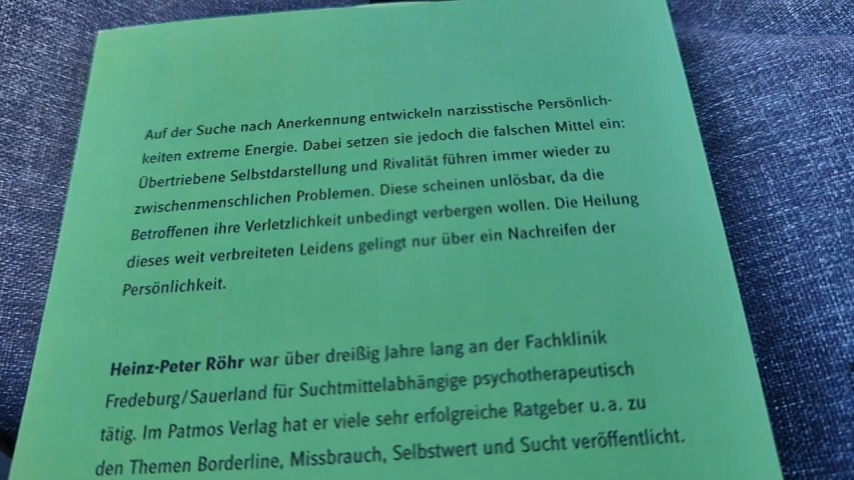 Auf der Suche nach Anerkennung entwickeln narzisstische Persönlich-
keiten extreme Energie. Dabei setzen sie jedoch die falschen Mittel ein:
Übertriebene Selbstdarstellung und Rivalität führen immer wieder zu
zwischenmenschlichen Problemen. Diese scheinen unlösbar, da die
Betroffenen ihre Verletzlichkeit unbedingt verbergen wollen. Die Heilung
dieses weit verbreiteten Leidens gelingt nur über ein Nachreifen der
Persönlichkeit.
Heinz-Peter Röhr war über dreißig Jahre lang an der Fachklinik
Fredeburg/Sauerland für Suchtmittelabhängige psychotherapeutisch
tätig. Im Patmos Verlag hat er viele sehr erfolgreiche Ratgeber u. a. zu
den Themen Borderline, Missbrauch, Selbstwert und Sucht veröffentlicht.